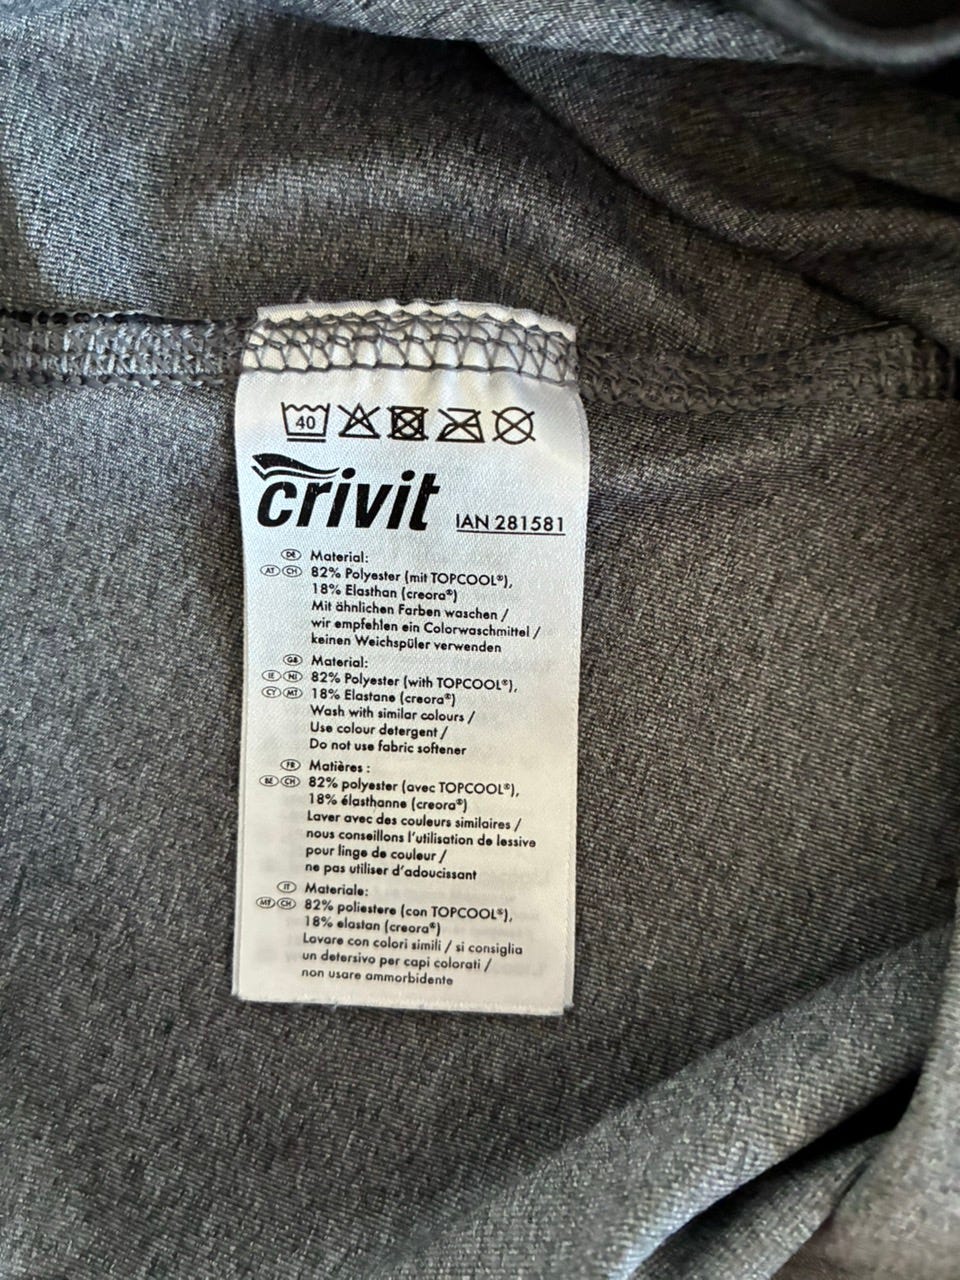 40
crivit
IAN 281581
DE Material:
AT CH 82% Polyester (mit TOPCOOL®),
18% Elasthan (creora®)
Mit ähnlichen Farben waschen /
wir empfehlen ein Colorwaschmittel /
keinen Weichspüler verwenden
GB Material:
IE NI 82% Polyester (with TOPCOOL®),
CY MT 18% Elastane (creora®)
Wash with similar colours /
Use colour detergent /
Do not use fabric softener
FR Matières :
BE CH 82% polyester (avec TOPCOOL®),
18% élasthanne (creora®)
Laver avec des couleurs similaires /
nous conseillons l'utilisation de lessive
pour linge de couleur /
ne pas utiliser d'adoucissant
IT Materiale:
MT CH 82% poliestere (con TOPCOOL®),
18% elastan (creora®)
Lavare con colori simili / si consiglia
un detersivo per capi colorati /
non usare ammorbidente